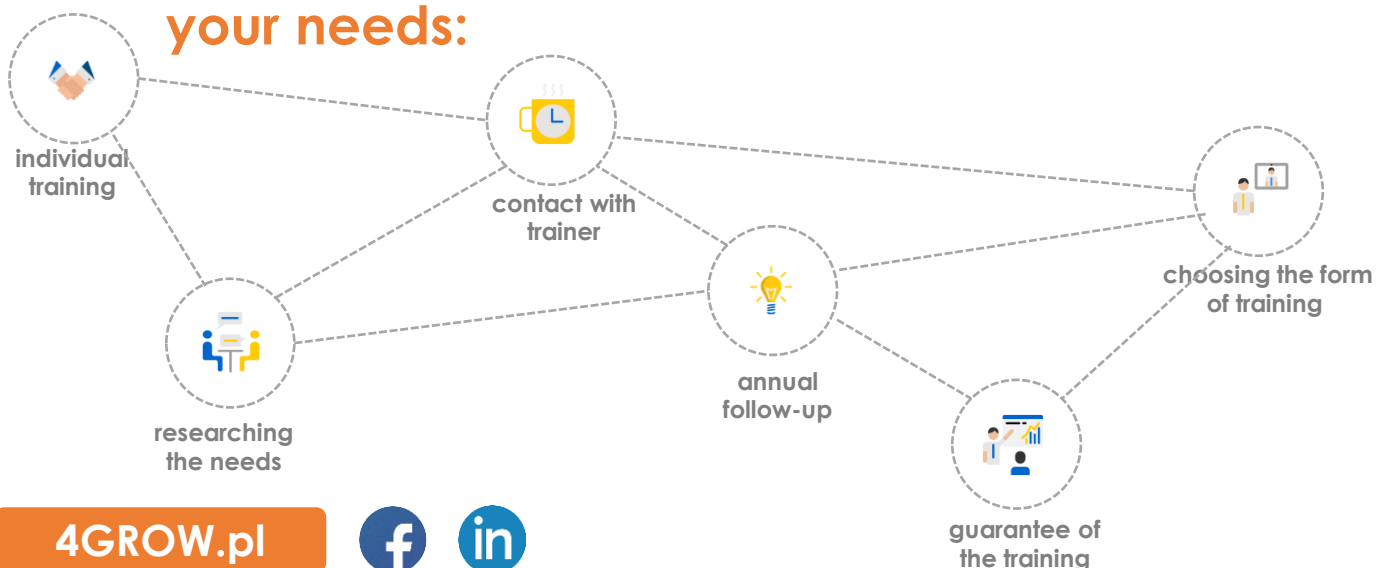 your needs:
individual
training
contact with
trainer
choosing the form
of training
annual
follow-up
researching
the needs
guarantee of
the training
4GROW.pl
f
in